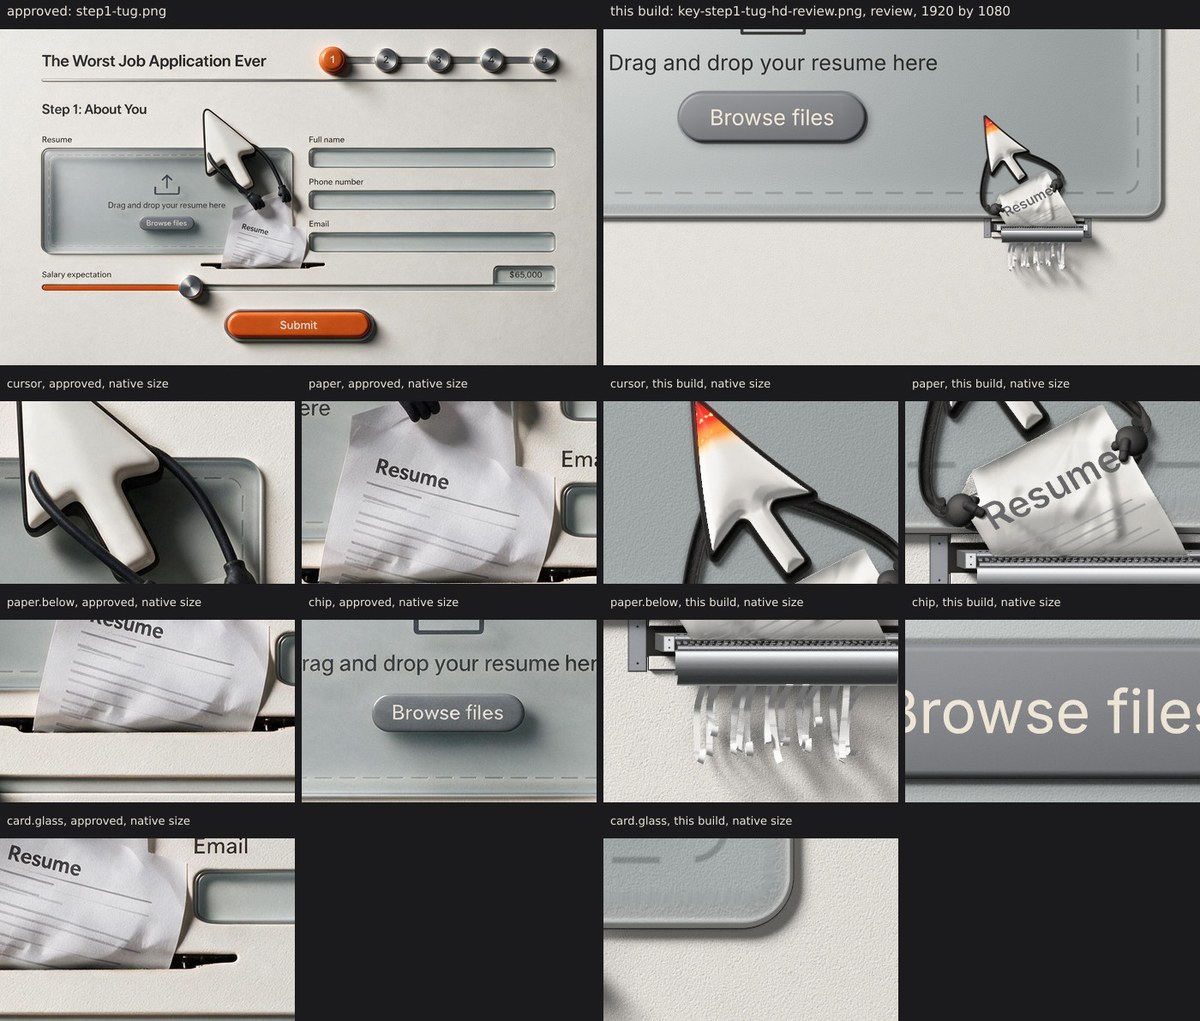 approved: step1-tug.png
this build: key-step1-tug-hd-review.png, review, 1920 by 1080
The Worst Job Application Ever
1
2
3
4
5
Step 1: About You
Resume
Full name
Drag and drop your resume here
Browse files
Resume
Phone number
Email
Salary expectation
$65,000
Submit
Drag and drop your resume here
Browse files
Resume
cursor, approved, native size
paper, approved, native size
cursor, this build, native size
paper, this build, native size
ere
Resume
Ema
Resume
paper.below, approved, native size
chip, approved, native size
paper.below, this build, native size
chip, this build, native size
Resume
rag and drop your resume her
Browse files
Browse files
card.glass, approved, native size
card.glass, this build, native size
Resume
Email